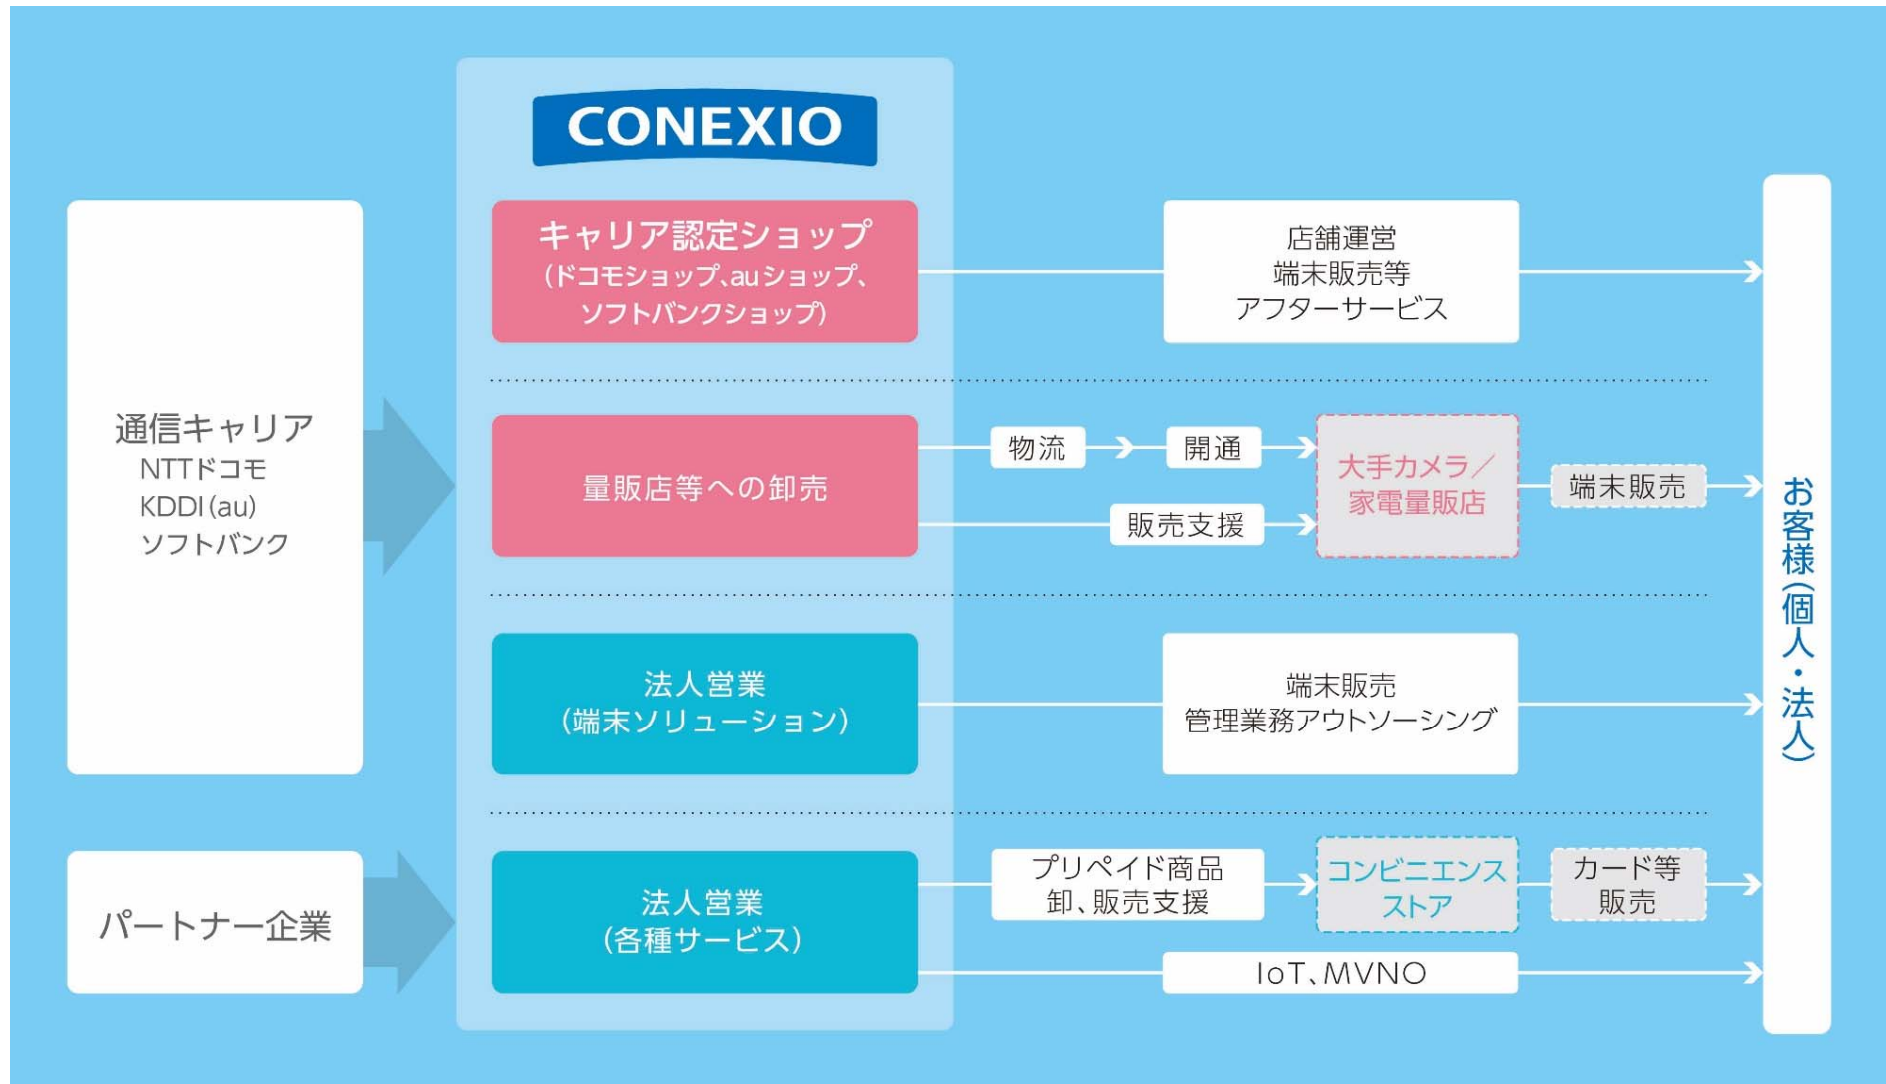 CONEXIO
通信キャリア
NTTドコモ
KDDI(au)
ソフトバンク
キャリア認定ショップ
(ドコモショップ、auショップ、
ソフトバンクショップ)
店舗運営
端末販売等
アフターサービス
量販店等への卸売
物流
開通
販売支援
大手カメラ／
家電量販店
端末販売
法人営業
(端末ソリューション)
端末販売
管理業務アウトソーシング
パートナー企業
法人営業
(各種サービス)
プリペイド商品
卸、販売支援
コンビニエンス
ストア
カード等
販売
IoT、MVNO
お客様(個人・法人)